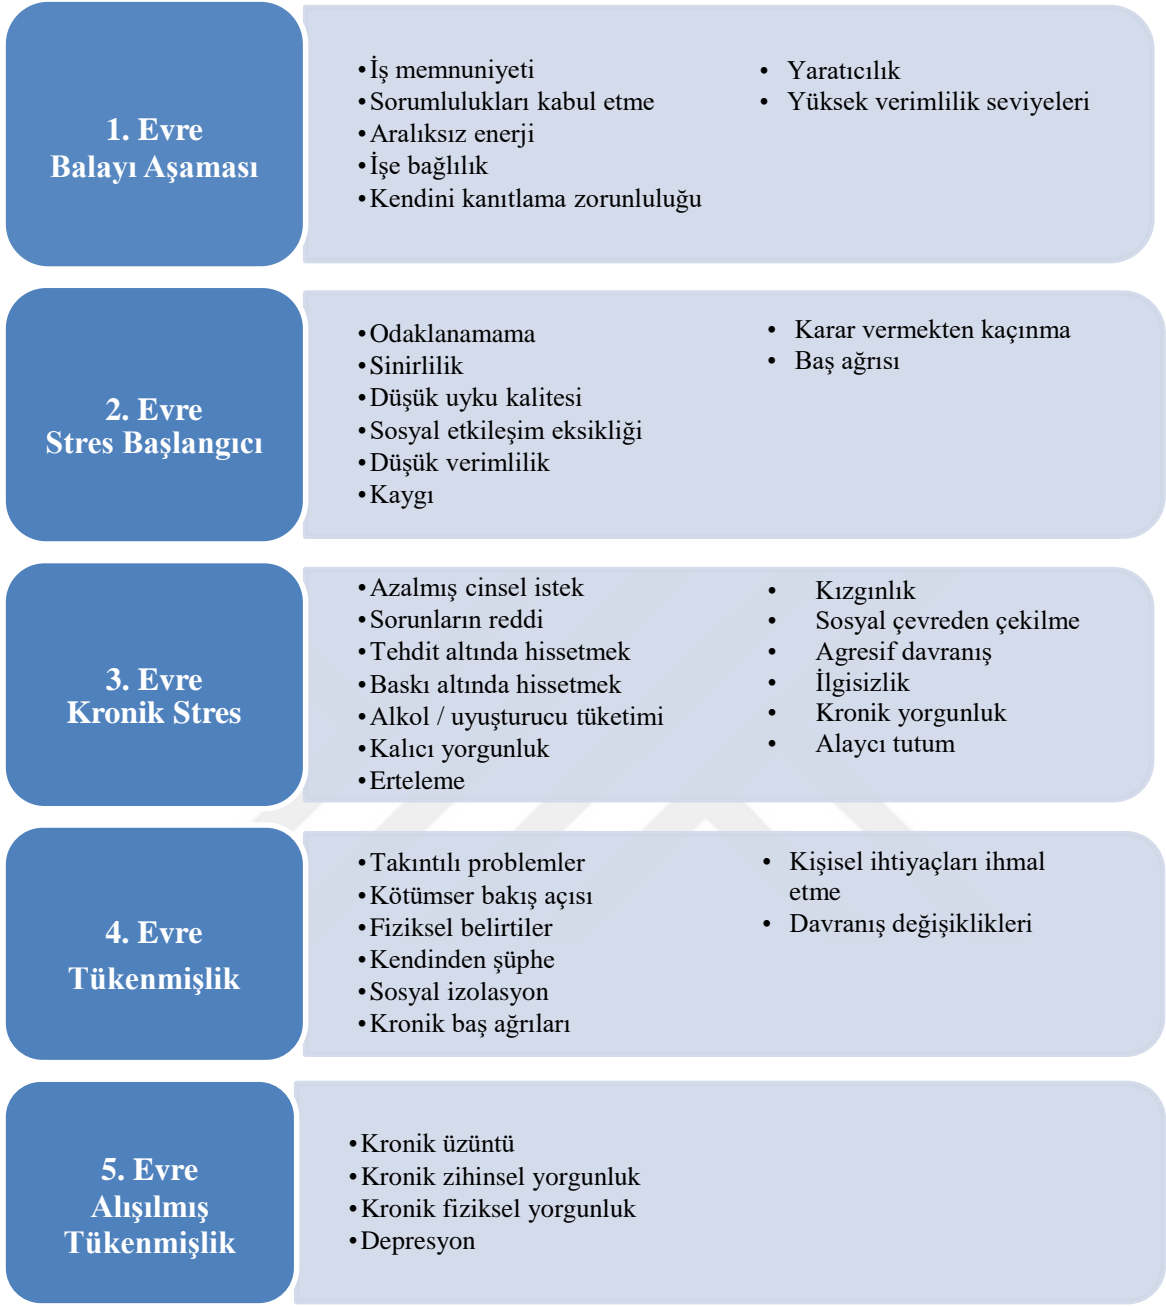 1. Evre
Balayı Aşaması
•İş memnuniyeti
•Sorumlulukları kabul etme
•Aralıksız enerji
•İşe bağlılık
•Kendini kanıtlama zorunluluğu
• Yaratıcılık
• Yüksek verimlilik seviyeleri
2. Evre
Stres Başlangıcı
•Odaklanamama
•Sinirlilik
•Düşük uyku kalitesi
•Sosyal etkileşim eksikliği
•Düşük verimlilik
•Kaygı
• Karar vermekten kaçınma
• Baş ağrısı
3. Evre
Kronik Stres
•Azalmış cinsel istek
•Sorunların reddi
•Tehdit altında hissetmek
•Baskı altında hissetmek
•Alkol / uyuşturucu tüketimi
•Kalıcı yorgunluk
•Erteleme
• Kızgınlık
• Sosyal çevreden çekilme
• Agresif davranış
• İlgisizlik
• Kronik yorgunluk
• Alaycı tutum
4. Evre
Tükenmişlik
•Takıntılı problemler
•Kötümser bakış açısı
•Fiziksel belirtiler
•Kendinden şüphe
•Sosyal izolasyon
•Kronik baş ağrıları
• Kişisel ihtiyaçları ihmal
etme
• Davranış değişiklikleri
5. Evre
Alışılmış
Tükenmişlik
•Kronik üzüntü
•Kronik zihinsel yorgunluk
•Kronik fiziksel yorgunluk
•Depresyon